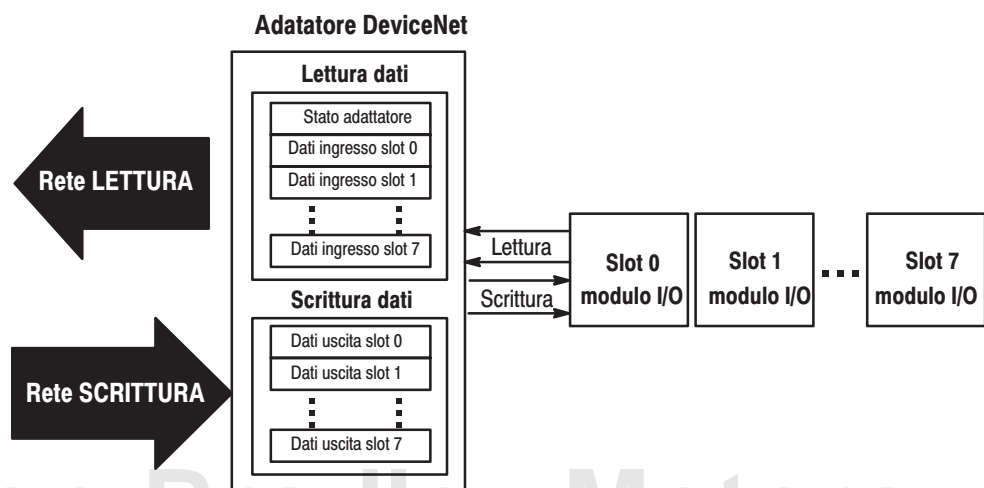 Adatatore DeviceNet
Lettura dati
Stato adattatore
Dati ingresso slot 0
Dati ingresso slot 1
Dati ingresso slot 7
Rete LETTURA
Lettura
Scrittura
Slot 0
modulo I/O
Slot 1
modulo I/O
Slot 7
modulo I/O
Scrittura dati
Dati uscita slot 0
Dati uscita slot 1
Dati uscita slot 7
Rete SCRITTURA